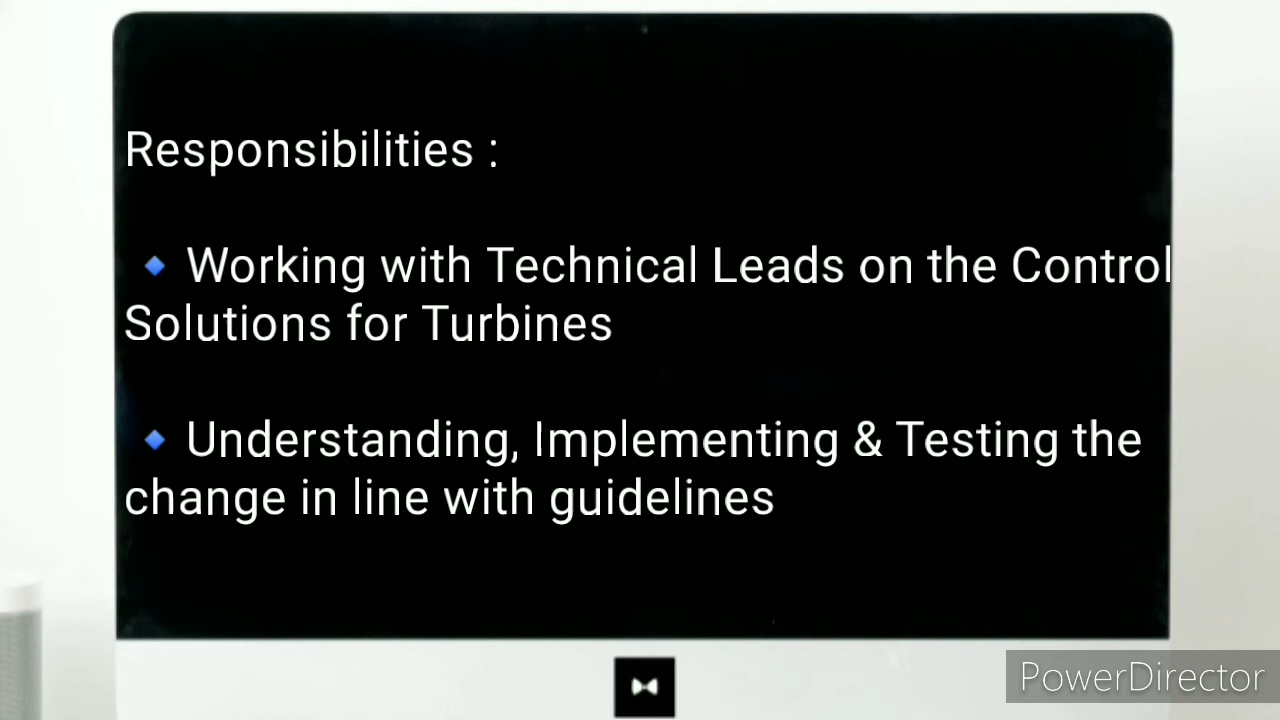 Responsibilities :
🔹 Working with Technical Leads on the Control
Solutions for Turbines
🔹 Understanding, Implementing & Testing the
change in line with guidelines
PowerDirector